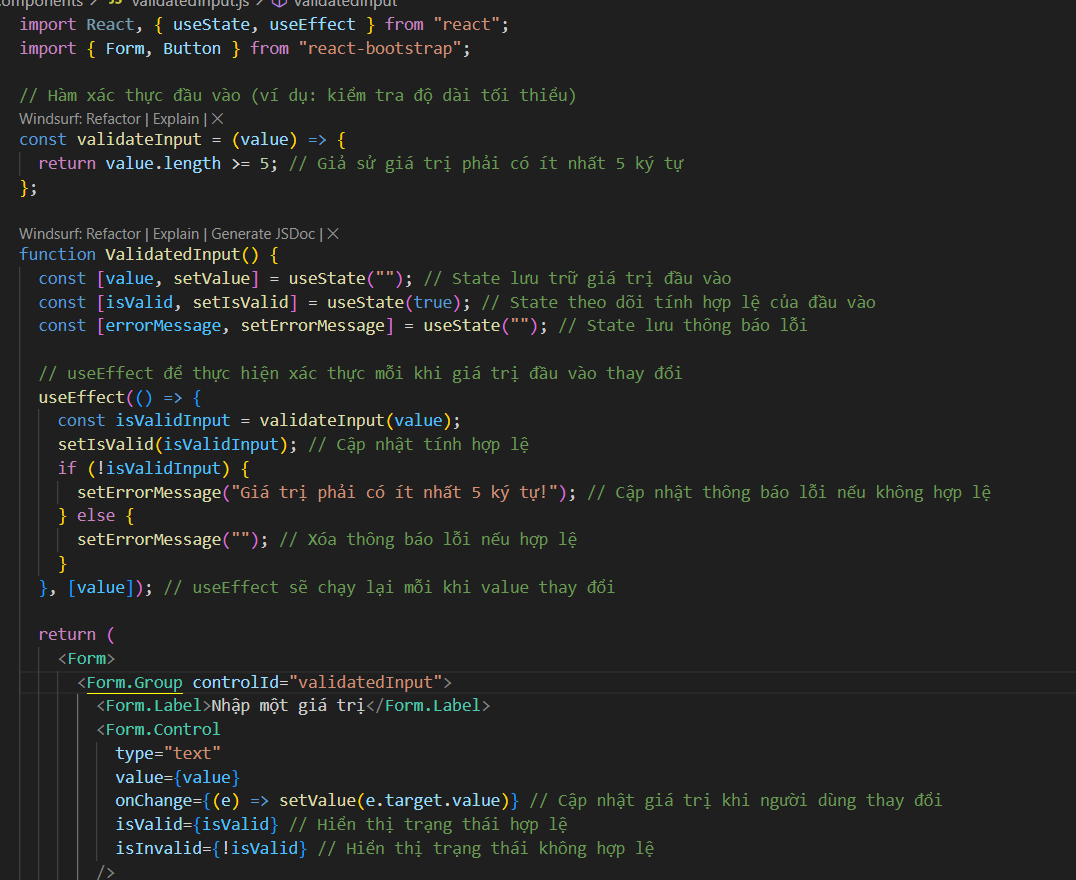 omponents > JS ValidatedInput.js > ValidatedInput
import React, { useState, useEffect } from "react";
import { Form, Button } from "react-bootstrap";
// Hàm xác thực đầu vào (ví dụ: kiểm tra độ dài tối thiểu)
Windsurf: Refactor | Explain | ×
const validateInput = (value) => {
  return value.length >= 5; // Giả sử giá trị phải có ít nhất 5 ký tự
};
Windsurf: Refactor | Explain | Generate JSDoc | ×
function ValidatedInput() {
  const [value, setValue] = useState(""); // State lưu trữ giá trị đầu vào
  const [isValid, setIsValid] = useState(true); // State theo dõi tính hợp lệ của đầu vào
  const [errorMessage, setErrorMessage] = useState(""); // State lưu thông báo lỗi
  // useEffect để thực hiện xác thực mỗi khi giá trị đầu vào thay đổi
  useEffect(() => {
    const isValidInput = validateInput(value);
    setIsValid(isValidInput); // Cập nhật tính hợp lệ
    if (!isValidInput) {
      setErrorMessage("Giá trị phải có ít nhất 5 ký tự!"); // Cập nhật thông báo lỗi nếu không hợp lệ
    } else {
      setErrorMessage(""); // Xóa thông báo lỗi nếu hợp lệ
    }
  }, [value]); // useEffect sẽ chạy lại mỗi khi value thay đổi
  return (
    <Form>
      <Form.Group controlId="validatedInput">
        <Form.Label>Nhập một giá trị</Form.Label>
        <Form.Control
          type="text"
          value={value}
          onChange={(e) => setValue(e.target.value)} // Cập nhật giá trị khi người dùng thay đổi
          isValid={isValid} // Hiển thị trạng thái hợp lệ
          isInvalid={!isValid} // Hiển thị trạng thái không hợp lệ
        />